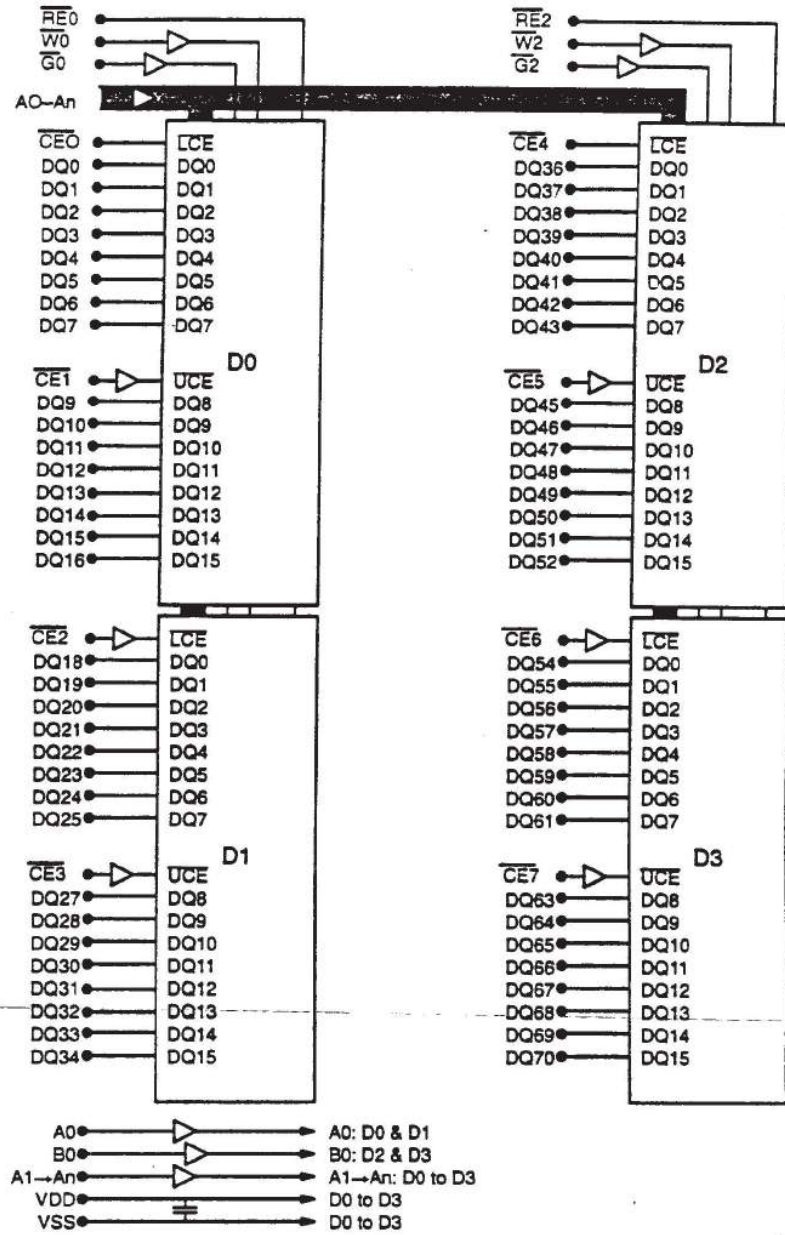 RE0
W0
G0
A0–An
CE0 LCE
DQ0 DQ0
DQ1 DQ1
DQ2 DQ2
DQ3 DQ3
DQ4 DQ4
DQ5 DQ5
DQ6 DQ6
DQ7 DQ7
D0
CE1 UCE
DQ9 DQ8
DQ10 DQ9
DQ11 DQ10
DQ12 DQ11
DQ13 DQ12
DQ14 DQ13
DQ15 DQ14
DQ16 DQ15
CE2 LCE
DQ18 DQ0
DQ19 DQ1
DQ20 DQ2
DQ21 DQ3
DQ22 DQ4
DQ23 DQ5
DQ24 DQ6
DQ25 DQ7
D1
CE3 UCE
DQ27 DQ8
DQ28 DQ9
DQ29 DQ10
DQ30 DQ11
DQ31 DQ12
DQ32 DQ13
DQ33 DQ14
DQ34 DQ15
RE2
W2
G2
CE4 LCE
DQ36 DQ0
DQ37 DQ1
DQ38 DQ2
DQ39 DQ3
DQ40 DQ4
DQ41 DQ5
DQ42 DQ6
DQ43 DQ7
D2
CE5 UCE
DQ45 DQ8
DQ46 DQ9
DQ47 DQ10
DQ48 DQ11
DQ49 DQ12
DQ50 DQ13
DQ51 DQ14
DQ52 DQ15
CE6 LCE
DQ54 DQ0
DQ55 DQ1
DQ56 DQ2
DQ57 DQ3
DQ58 DQ4
DQ59 DQ5
DQ60 DQ6
DQ61 DQ7
D3
CE7 UCE
DQ63 DQ8
DQ64 DQ9
DQ65 DQ10
DQ66 DQ11
DQ67 DQ12
DQ68 DQ13
DQ69 DQ14
DQ70 DQ15
A0 A0: D0 & D1
B0 B0: D2 & D3
A1→An A1→An: D0 to D3
VDD D0 to D3
VSS D0 to D3